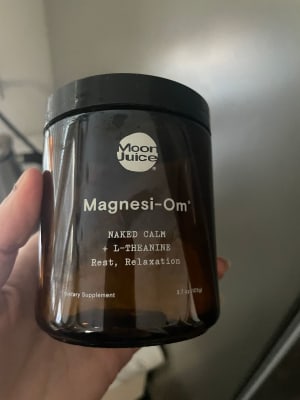 Moon
Juice®
Magnesi–Om®
NAKED CALM
+ L-THEANINE
Rest, Relaxation
Dietary Supplement